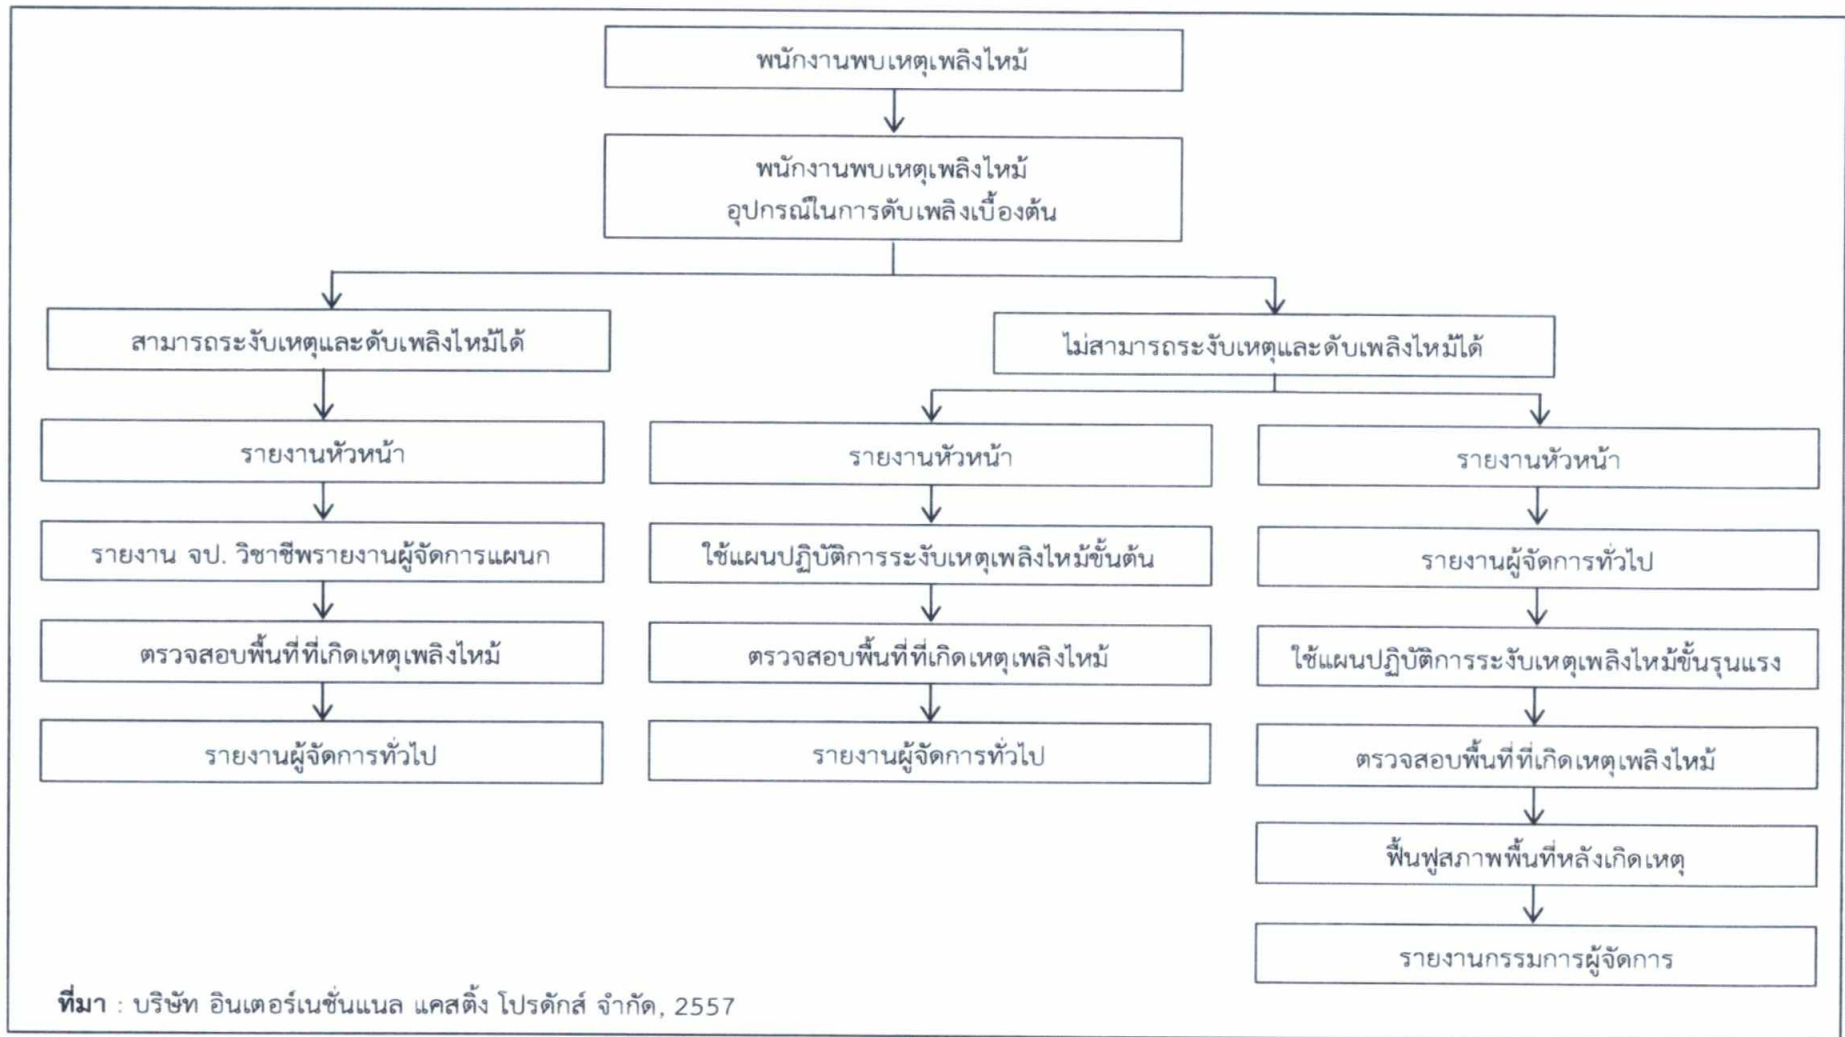 พนักงานพบเหตุเพลิงไหม้
พนักงานพบเหตุเพลิงไหม้
อุปกรณ์ในการดับเพลิงเบื้องต้น
สามารถระงับเหตุและดับเพลิงไหม้ได้
ไม่สามารถระงับเหตุและดับเพลิงไหม้ได้
รายงานหัวหน้า
รายงานหัวหน้า
รายงานหัวหน้า
รายงาน จป. วิชาชีพรายงานผู้จัดการแผนก
ใช้แผนปฏิบัติการระงับเหตุเพลิงไหม้ขั้นต้น
รายงานผู้จัดการทั่วไป
ตรวจสอบพื้นที่ที่เกิดเหตุเพลิงไหม้
ตรวจสอบพื้นที่ที่เกิดเหตุเพลิงไหม้
ใช้แผนปฏิบัติการระงับเหตุเพลิงไหม้ขั้นรุนแรง
รายงานผู้จัดการทั่วไป
รายงานผู้จัดการทั่วไป
ตรวจสอบพื้นที่ที่เกิดเหตุเพลิงไหม้
ฟื้นฟูสภาพพื้นที่หลังเกิดเหตุ
รายงานกรรมการผู้จัดการ
ที่มา : บริษัท อินเตอร์เนชั่นแนล แคสติ้ง โปรดักส์ จำกัด, 2557